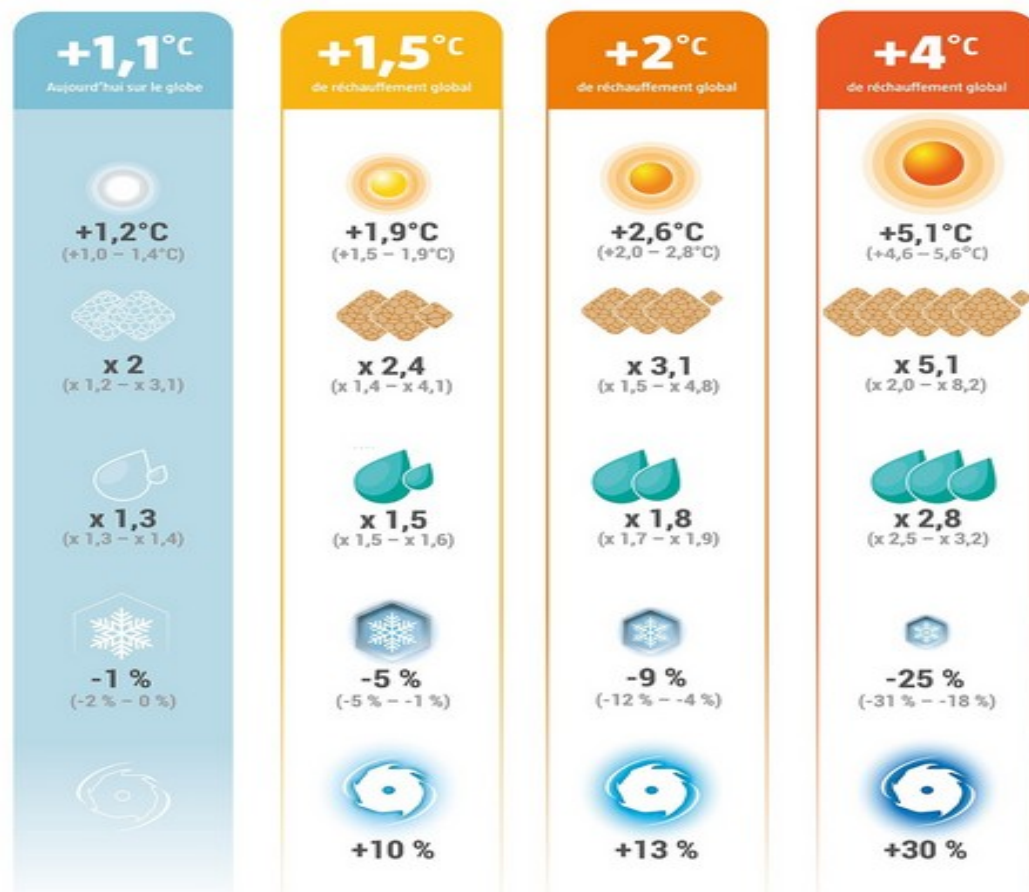 +1,1°C
Aujourd'hui sur le globe
+1,2°C
(+1,0 – 1,4°C)
x 2
(x 1,2 – x 3,1)
x 1,3
(x 1,3 – x 1,4)
-1 %
(-2 % – 0 %)
+1,5°C
de réchauffement global
+1,9°C
(+1,5 – 1,9°C)
x 2,4
(x 1,4 – x 4,1)
x 1,5
(x 1,5 – x 1,6)
-5 %
(-5 % – -1 %)
+10 %
+2°C
de réchauffement global
+2,6°C
(+2,0 – 2,8°C)
x 3,1
(x 1,5 – x 4,8)
x 1,8
(x 1,7 – x 1,9)
-9 %
(-12 % – -4 %)
+13 %
+4°C
de réchauffement global
+5,1°C
(+4,6 – 5,6°C)
x 5,1
(x 2,0 – x 8,2)
x 2,8
(x 2,5 – x 3,2)
-25 %
(-31 % – -18 %)
+30 %